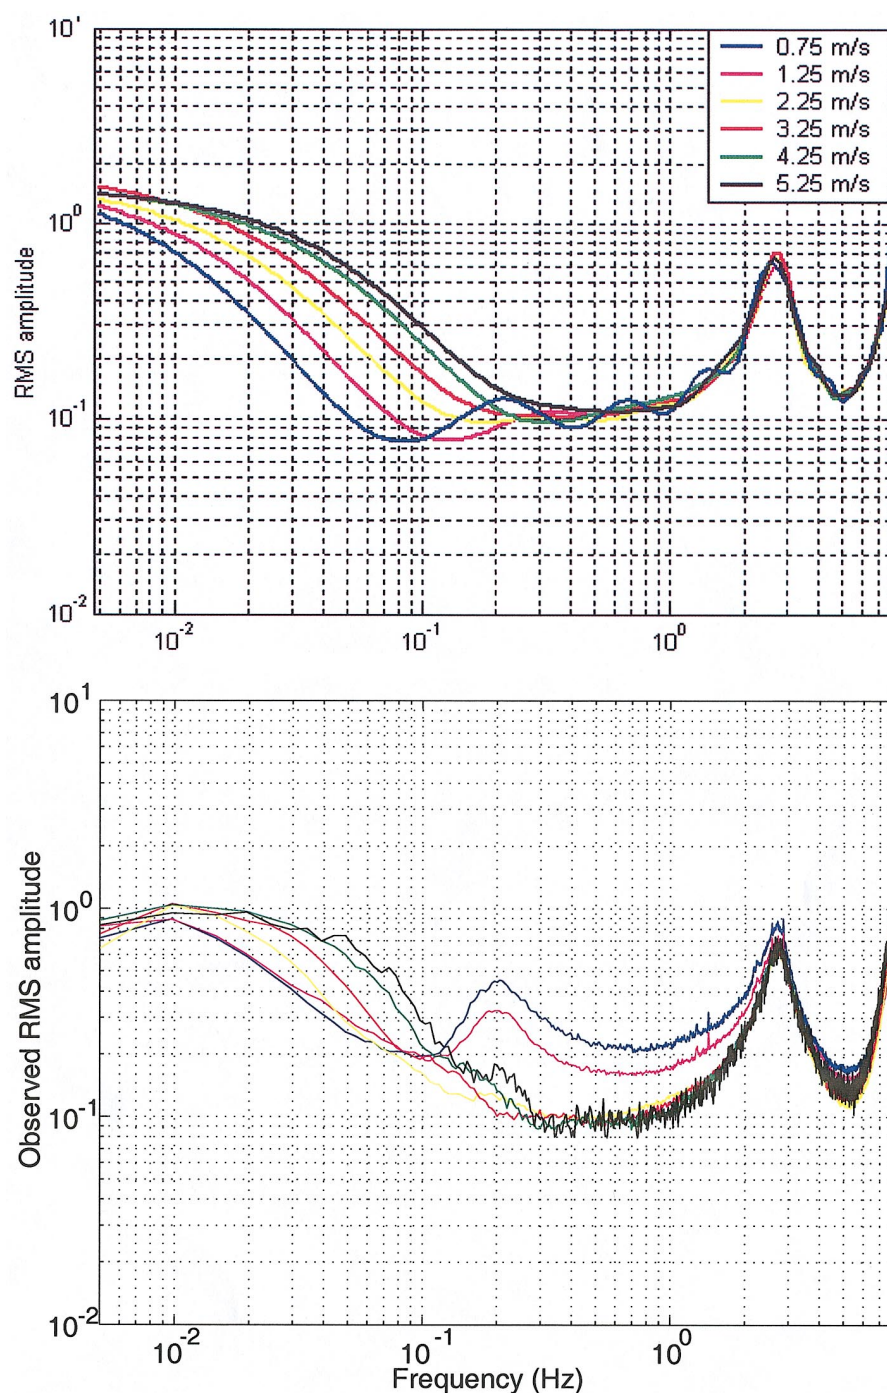 10¹
0.75 m/s
1.25 m/s
2.25 m/s
3.25 m/s
4.25 m/s
5.25 m/s
10⁰
RMS amplitude
10⁻¹
10⁻²
10⁻² 10⁻¹ 10⁰
10¹
10⁰
Observed RMS amplitude
10⁻¹
10⁻²
10⁻² 10⁻¹ 10⁰
Frequency (Hz)